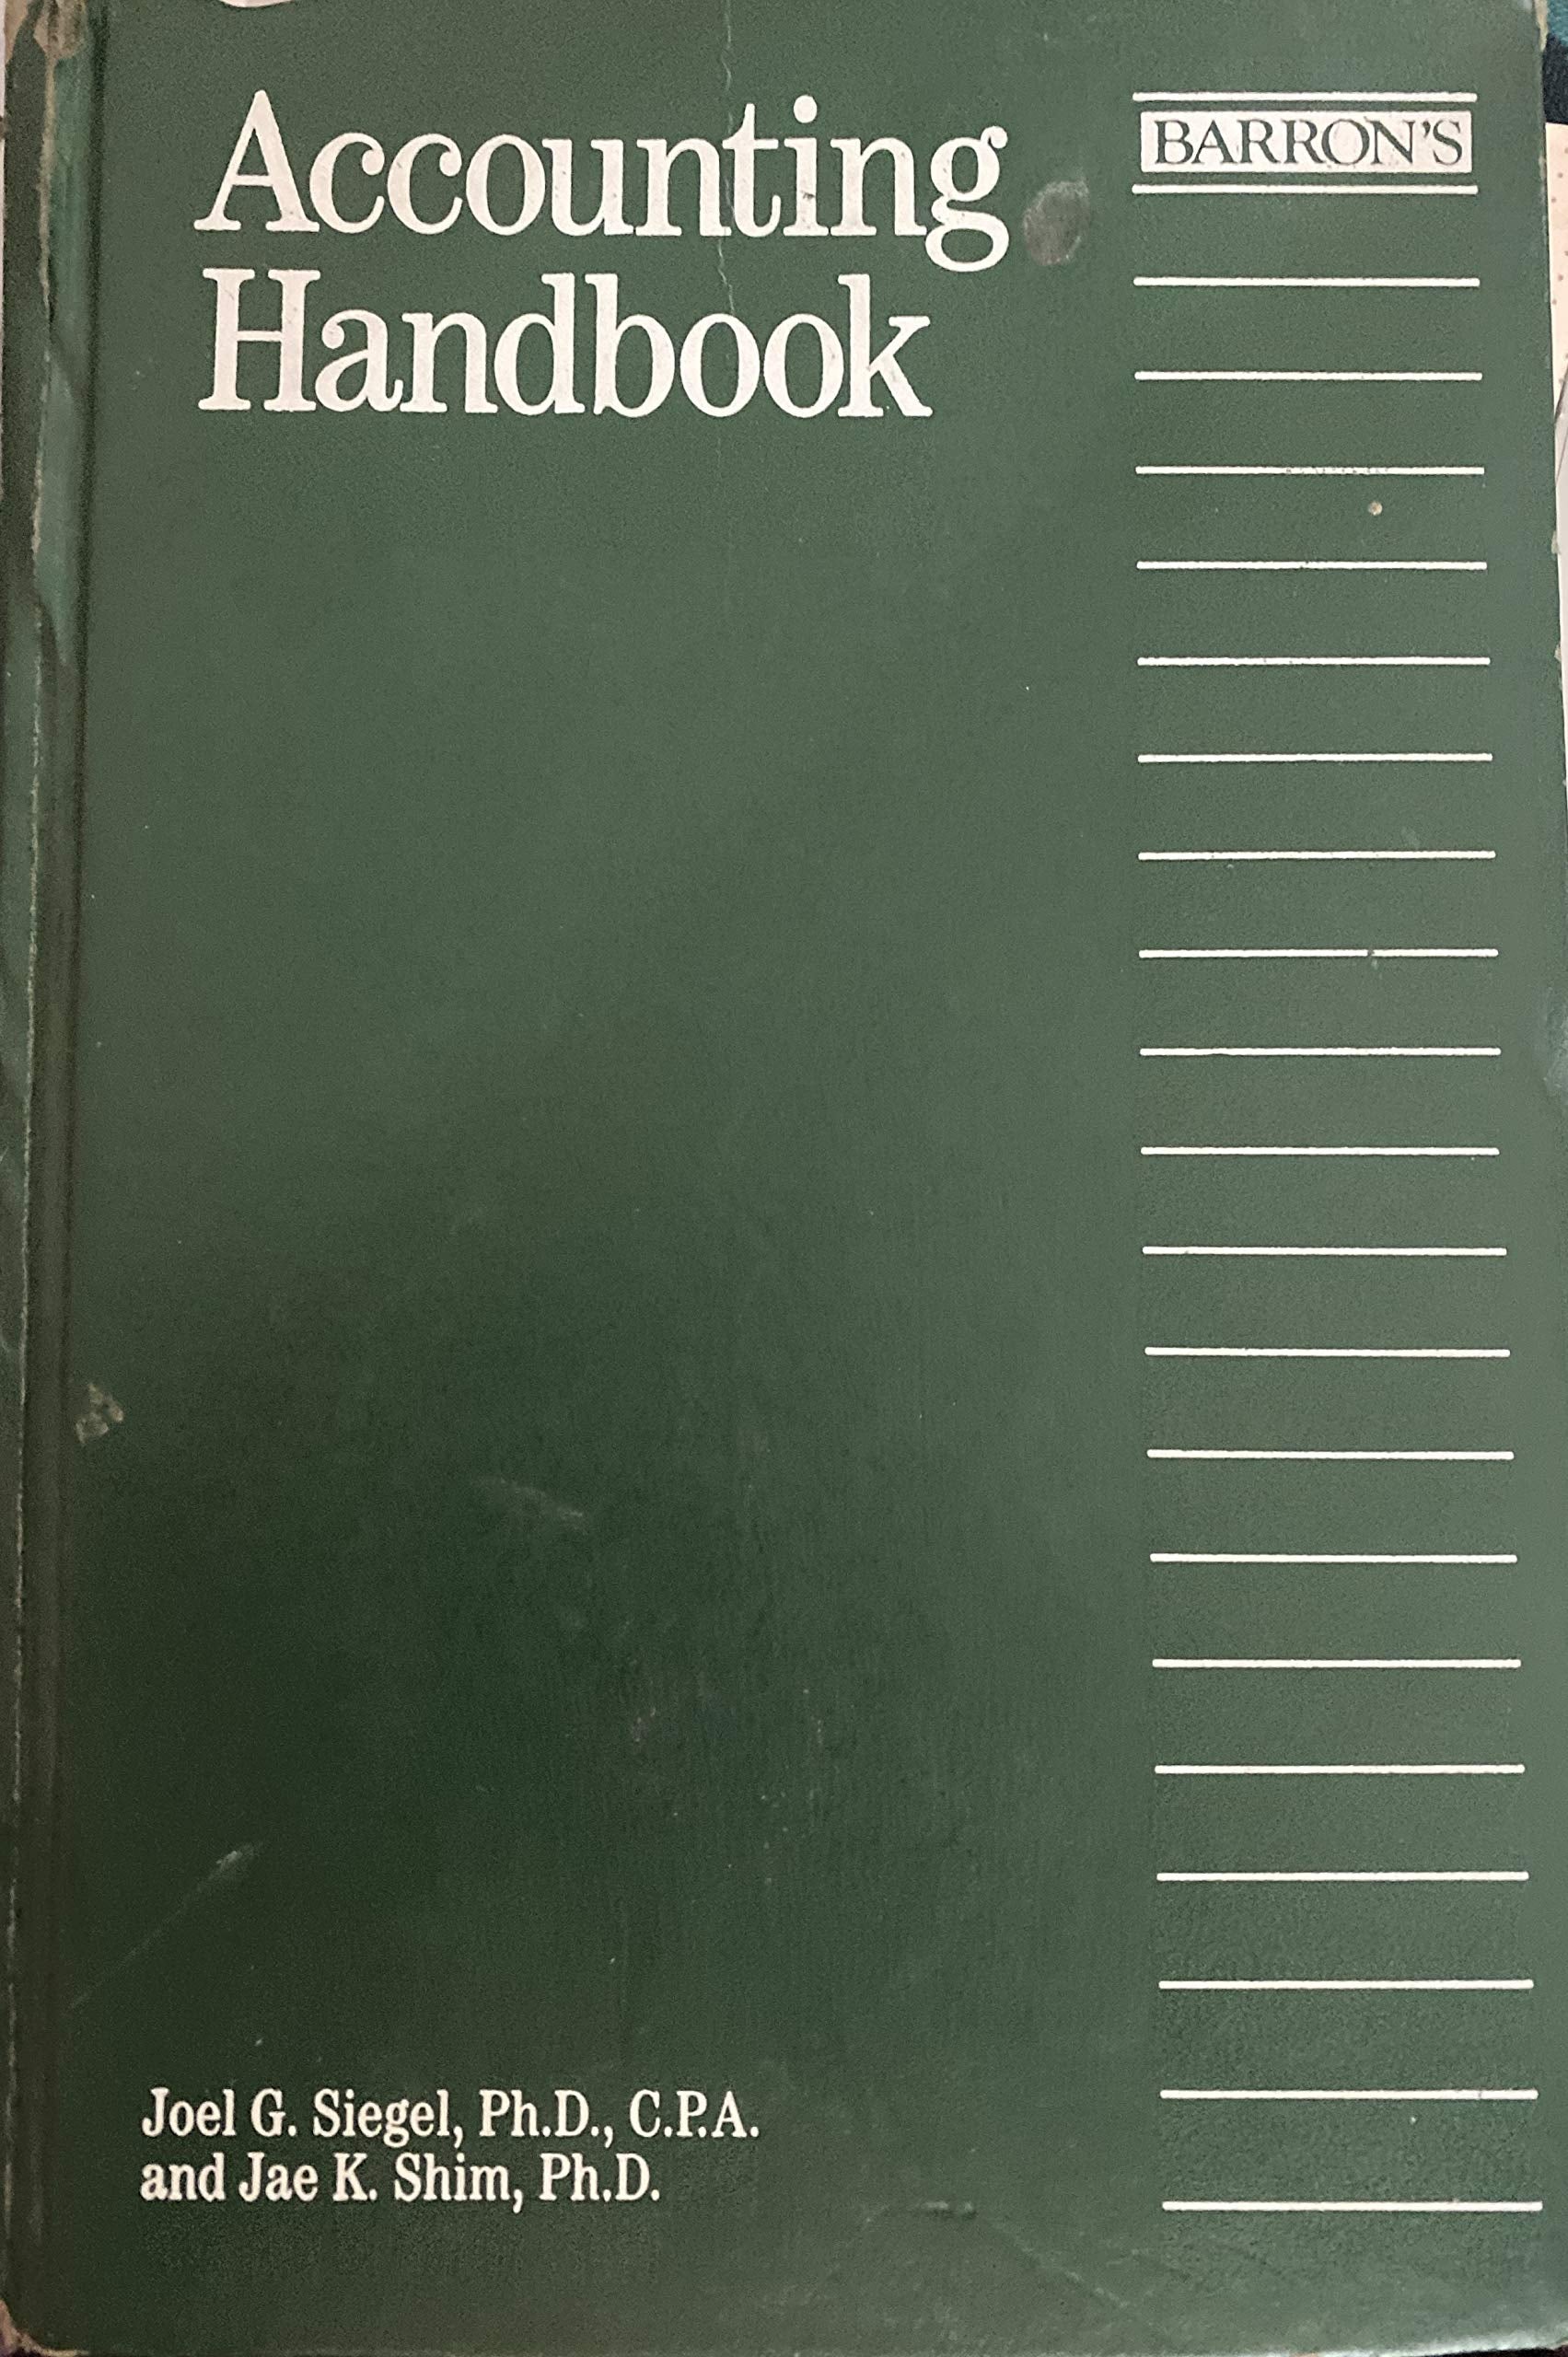 Accounting
Handbook
BARRON'S
Joel G. Siegel, Ph.D., C.P.A.
and Jae K. Shim, Ph.D.